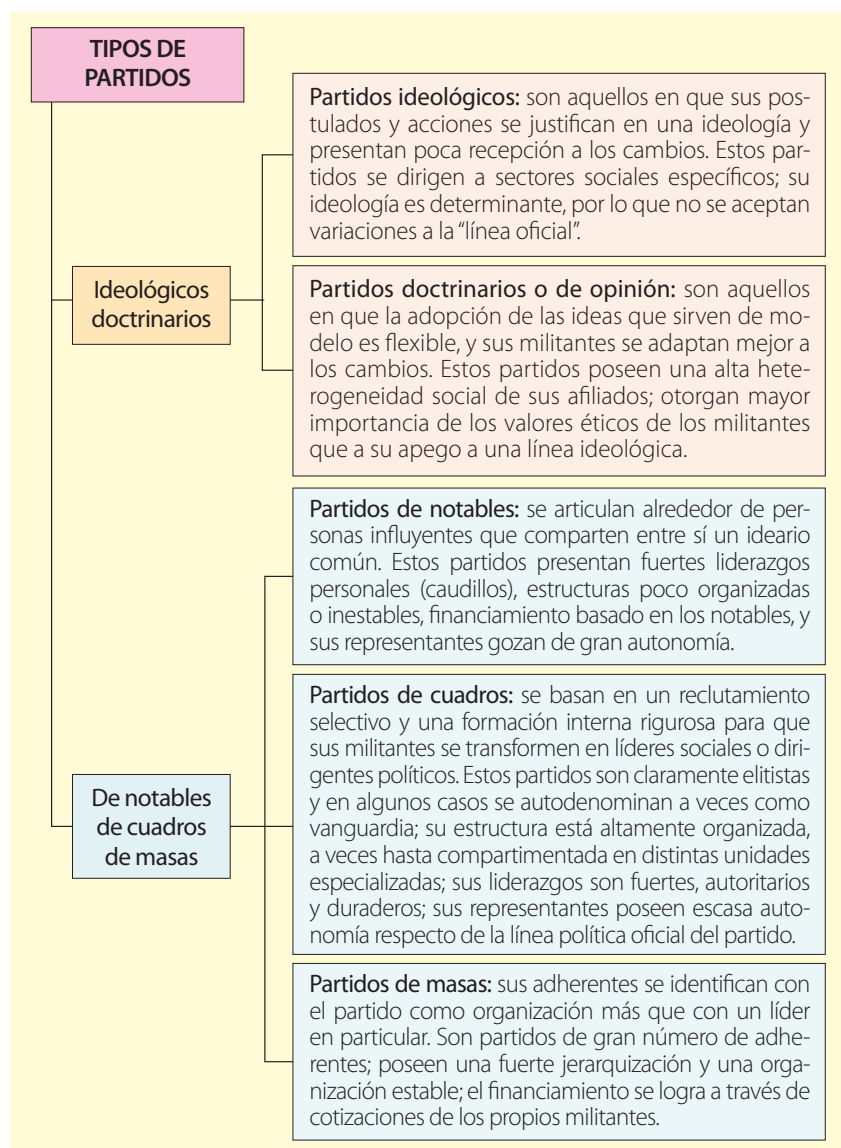 TIPOS DE
PARTIDOS
Partidos ideológicos: son aquellos en que sus pos-
tulados y acciones se justifican en una ideología y
presentan poca recepción a los cambios. Estos par-
tidos se dirigen a sectores sociales específicos; su
ideología es determinante, por lo que no se aceptan
variaciones a la “línea oficial”.
Ideológicos
doctrinarios
Partidos doctrinarios o de opinión: son aquellos
en que la adopción de las ideas que sirven de mo-
delo es flexible, y sus militantes se adaptan mejor a
los cambios. Estos partidos poseen una alta hete-
rogeneidad social de sus afiliados; otorgan mayor
importancia de los valores éticos de los militantes
que a su apego a una línea ideológica.
Partidos de notables: se articulan alrededor de per-
sonas influyentes que comparten entre sí un ideario
común. Estos partidos presentan fuertes liderazgos
personales (caudillos), estructuras poco organizadas
o inestables, financiamiento basado en los notables, y
sus representantes gozan de gran autonomía.
De notables
de cuadros
de masas
Partidos de cuadros: se basan en un reclutamiento
selectivo y una formación interna rigurosa para que
sus militantes se transformen en líderes sociales o diri-
gentes políticos. Estos partidos son claramente elitistas
y en algunos casos se autodenominan a veces como
vanguardia; su estructura está altamente organizada,
a veces hasta compartimentada en distintas unidades
especializadas; sus liderazgos son fuertes, autoritarios
y duraderos; sus representantes poseen escasa auto-
nomía respecto de la línea política oficial del partido.
Partidos de masas: sus adherentes se identifican con
el partido como organización más que con un líder
en particular. Son partidos de gran número de adhe-
rentes; poseen una fuerte jerarquización y una orga-
nización estable; el financiamiento se logra a través de
cotizaciones de los propios militantes.